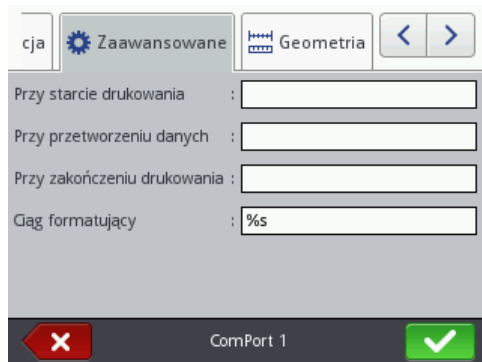 cja Zaawansowane Geometria < >
Przy starcie drukowania :
Przy przetworzeniu danych :
Przy zakończeniu drukowania :
Ciąg formatujący : %s
ComPort 1